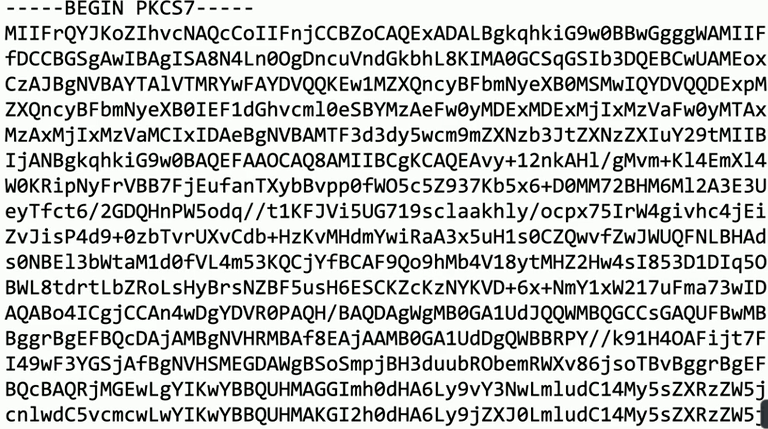 -----BEGIN PKCS7-----
MIIFrQYJKoZIhvcNAQcCoIIFnjCCBZoCAQExADALBgkqhkiG9w0BBwGggggWAMIIF
fDCCBGSgAwIBAgISA8N4Ln0OgDncuVndGkbhL8KIMA0GCSqGSIb3DQEBCwUAMEox
CzAJBgNVBAYTAlVTMRYwFAYDVQQKEw1MZXQncyBFbmNyeXB0MSMwIQYDVQQDExpM
ZXQncyBFbmNyeXB0IEF1dGhvcml0eSBYMzAeFw0yMDExMDExMjIxMzVaFw0yMTAx
MzAxMjIxMzVaMCIxIDAeBgNVBAMTF3d3dy5wcm9mZXNzb3JtZXNzZXIuY29tMIIB
IjANBgkqhkiG9w0BAQEFAAOCAQ8AMIIBCgKCAQEAvy+12nkAHl/gMvm+Kl4EmXl4
W0KRipNyFrVBB7FjEufanTXybBvpp0fWO5c5Z937Kb5x6+D0MM72BHM6Ml2A3E3U
eyTfct6/2GDQHnPW5odq//t1KFJVi5UG719sclaakhly/ocpx75IrW4givhc4jEi
ZvJisP4d9+0zbTvrUXvCdb+HzKvMHdmYwiRaA3x5uH1s0CZQwvfZwJWUQFNLBHAd
s0NBEl3bWtaM1d0fVL4m53KQCjYfBCAF9Qo9hMb4V18ytMHZ2Hw4sI853D1DIq5O
BWL8tdrtLbZRoLsHyBrsNZBF5usH6ESCKZcKzNYKVD+6x+NmY1xW217uFma73wID
AQABo4ICgjCCAn4wDgYDVR0PAQH/BAQDAgWgMB0GA1UdJQQWMBQGCCsGAQUFBwMB
BggrBgEFBQcDAjAMBgNVHRMBAf8EAjAAMB0GA1UdDgQWBBRPY//k91H4OAFijt7F
I49wF3YGSjAfBgNVHSMEGDAWgBSoSmpjBH3duubRObemRWXv86jsoTBvBggrBgEF
BQcBAQRjMGEwLgYIKwYBBQUHMAGGImh0dHA6Ly9vY3NwLmludC14My5sZXRzZW5j
cnlwdC5vcmcwLwYIKwYBBQUHMAKGI2h0dHA6Ly9jZXJ0LmludC14My5sZXRzZW5j